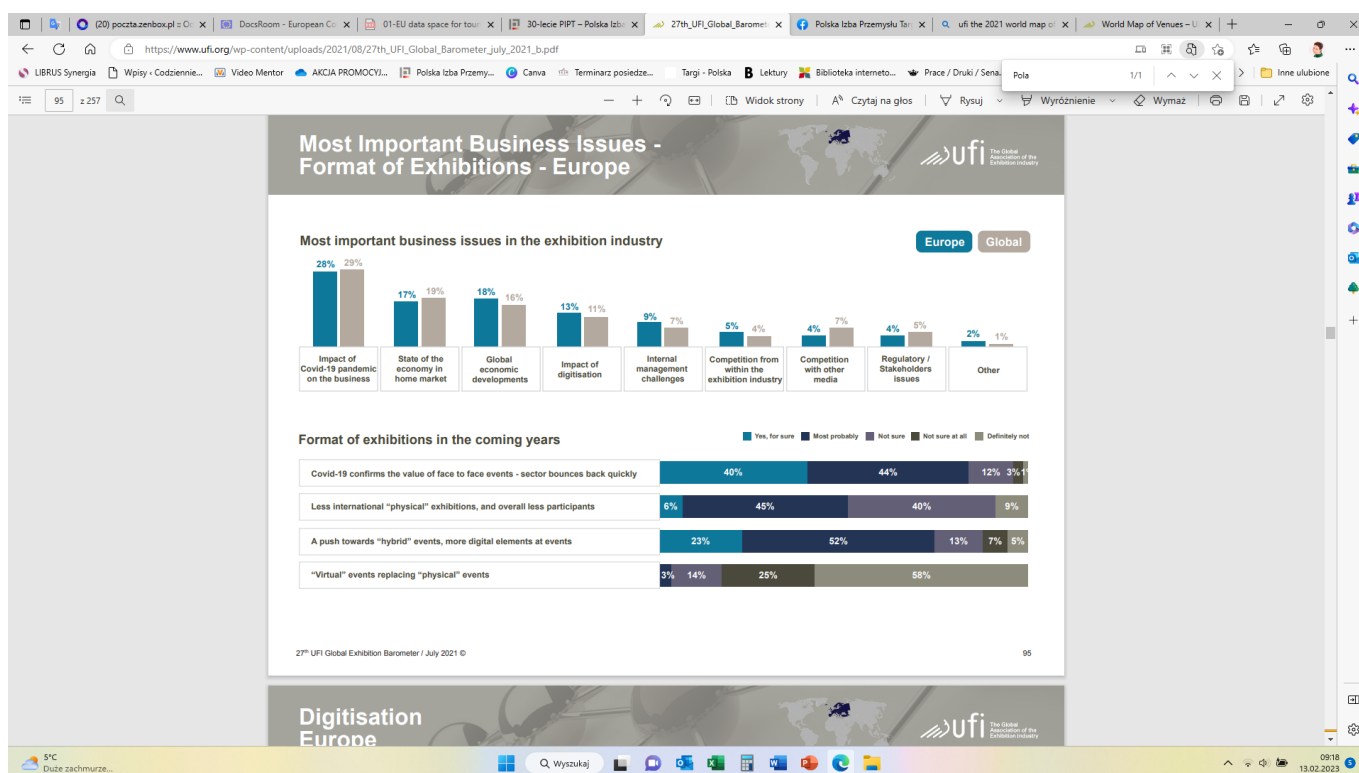 (20) poczta.zenbox.pl :: Od
DocsRoom - European Co
01-EU data space for tour
30-lecie PIPT – Polska Izba
27th_UFI_Global_Baromet
Polska Izba Przemysłu Targ
ufi the 2021 world map of
World Map of Venues – U
https://www.ufi.org/wp-content/uploads/2021/08/27th_UFI_Global_Barometer_july_2021_b.pdf
LIBRUS Synergia
Wpisy ‹ Codziennie...
Video Mentor
AKCJA PROMOCYJ...
Polska Izba Przemy...
Canva
Terminarz posiedze...
Targi - Polska
Lektury
Biblioteka interneto...
Prace / Druki / Sena...
Pola
1/1
Inne ulubione
95 z 257
Widok strony
Czytaj na głos
Rysuj
Wyróżnienie
Wymaż
Most Important Business Issues -
Format of Exhibitions - Europe
ufi The Global
Association of the
Exhibition Industry
Most important business issues in the exhibition industry
Europe Global
28% 29%
17% 19%
18% 16%
13% 11%
9% 7%
5% 4%
4% 7%
4% 5%
2% 1%
Impact of
Covid-19 pandemic
on the business
State of the
economy in
home market
Global
economic
developments
Impact of
digitisation
Internal
management
challenges
Competition from
within the
exhibition industry
Competition
with other
media
Regulatory /
Stakeholders
issues
Other
Format of exhibitions in the coming years
Yes, for sure Most probably Not sure Not sure at all Definitely not
Covid-19 confirms the value of face to face events - sector bounces back quickly 40% 44% 12% 3% 1%
Less international “physical” exhibitions, and overall less participants 6% 45% 40% 9%
A push towards “hybrid” events, more digital elements at events 23% 52% 13% 7% 5%
“Virtual” events replacing “physical” events 3% 14% 25% 58%
27th UFI Global Exhibition Barometer / July 2021 © 95
Digitisation
Europe
ufi The Global
Association of the
Exhibition Industry
5°C
Duże zachmurze...
Wyszukaj
09:18
13.02.2023